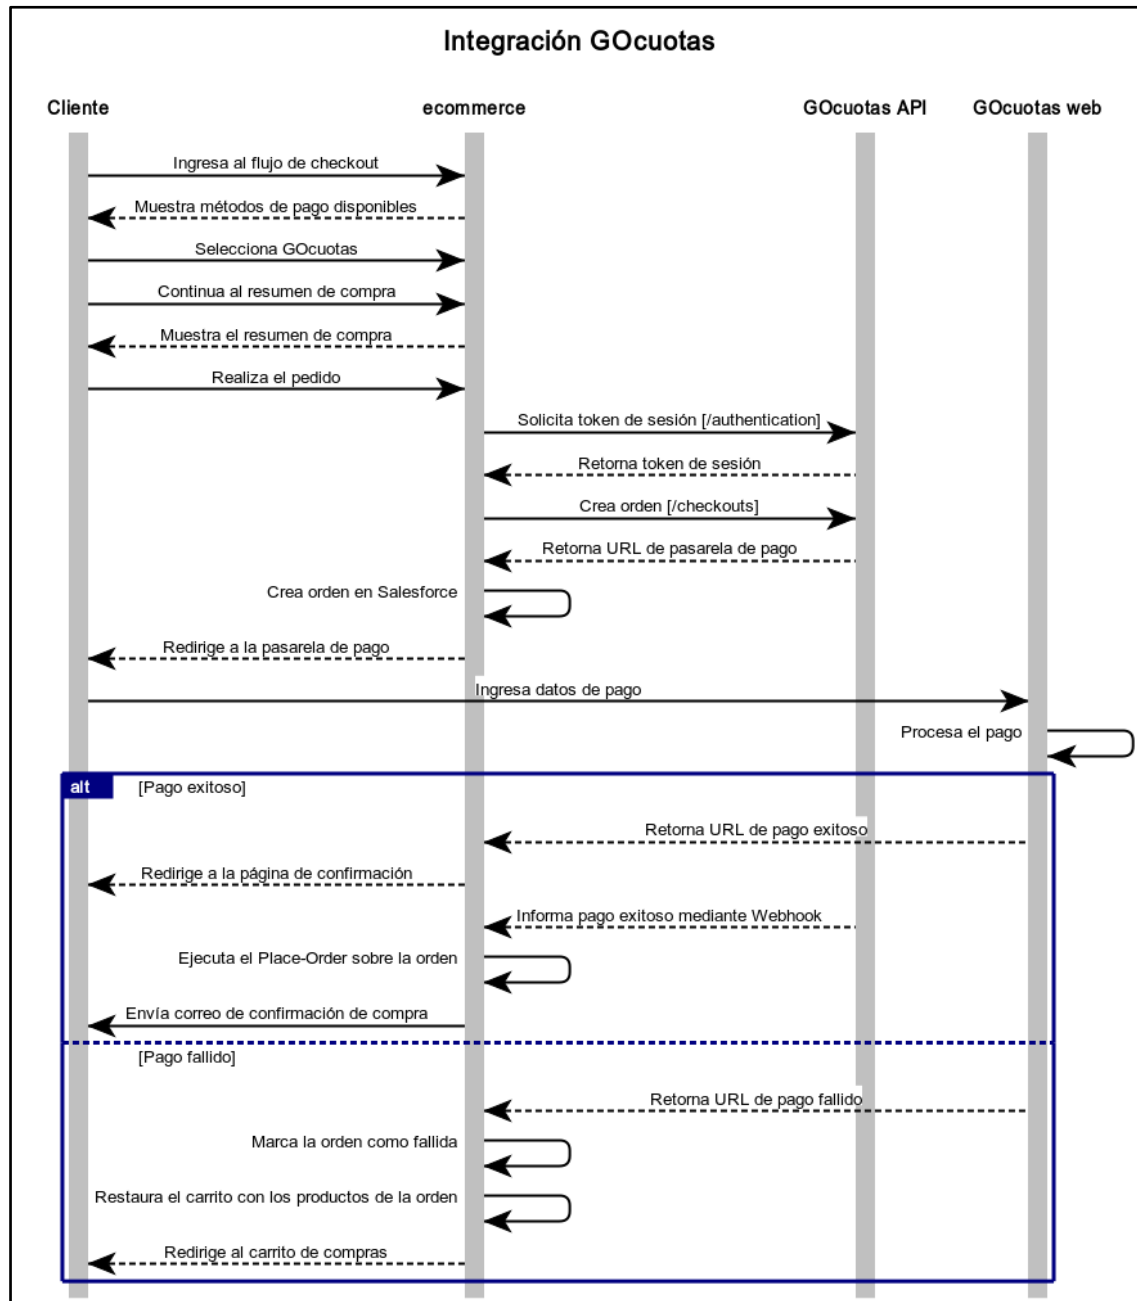 Integración GOcuotas
Cliente
ecommerce
GOcuotas API
GOcuotas web
Ingresa al flujo de checkout
Muestra métodos de pago disponibles
Selecciona GOcuotas
Continua al resumen de compra
Muestra el resumen de compra
Realiza el pedido
Solicita token de sesión [/authentication]
Retorna token de sesión
Crea orden [/checkouts]
Retorna URL de pasarela de pago
Crea orden en Salesforce
Redirige a la pasarela de pago
Ingresa datos de pago
Procesa el pago
alt
[Pago exitoso]
Retorna URL de pago exitoso
Redirige a la página de confirmación
Informa pago exitoso mediante Webhook
Ejecuta el Place-Order sobre la orden
Envía correo de confirmación de compra
[Pago fallido]
Retorna URL de pago fallido
Marca la orden como fallida
Restaura el carrito con los productos de la orden
Redirige al carrito de compras